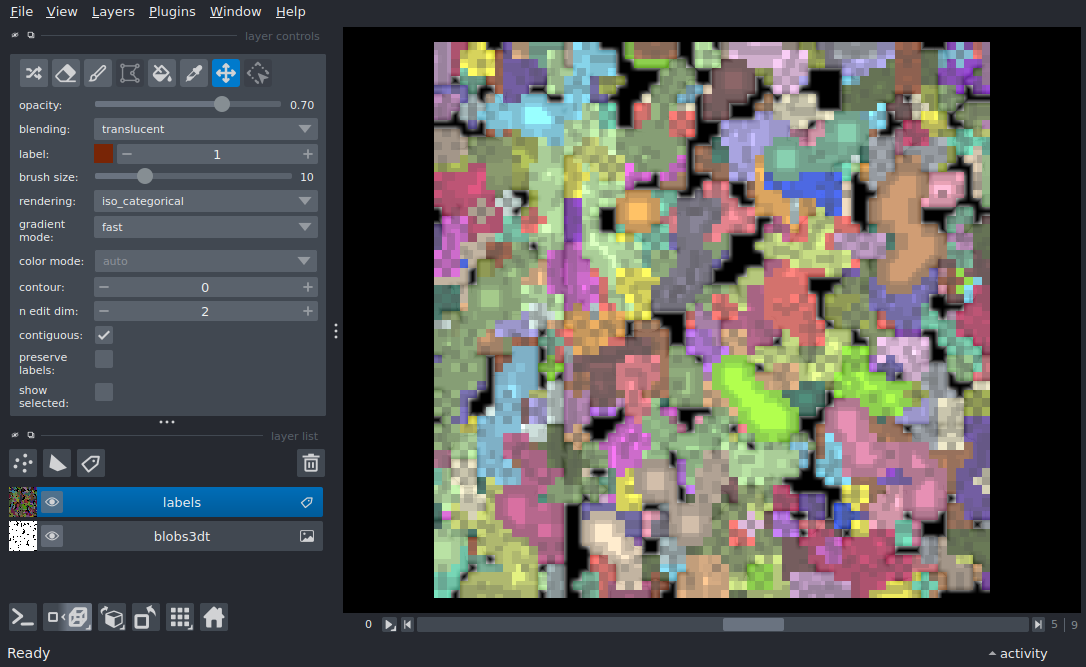 File View Layers Plugins Window Help
layer controls
opacity: 0.70
blending: translucent
label: 1
brush size: 10
rendering: iso_categorical
gradient
mode: fast
color mode: auto
contour: 0
n edit dim: 2
contiguous:
preserve
labels:
show
selected:
layer list
labels
blobs3dt
0 5 | 9
Ready activity